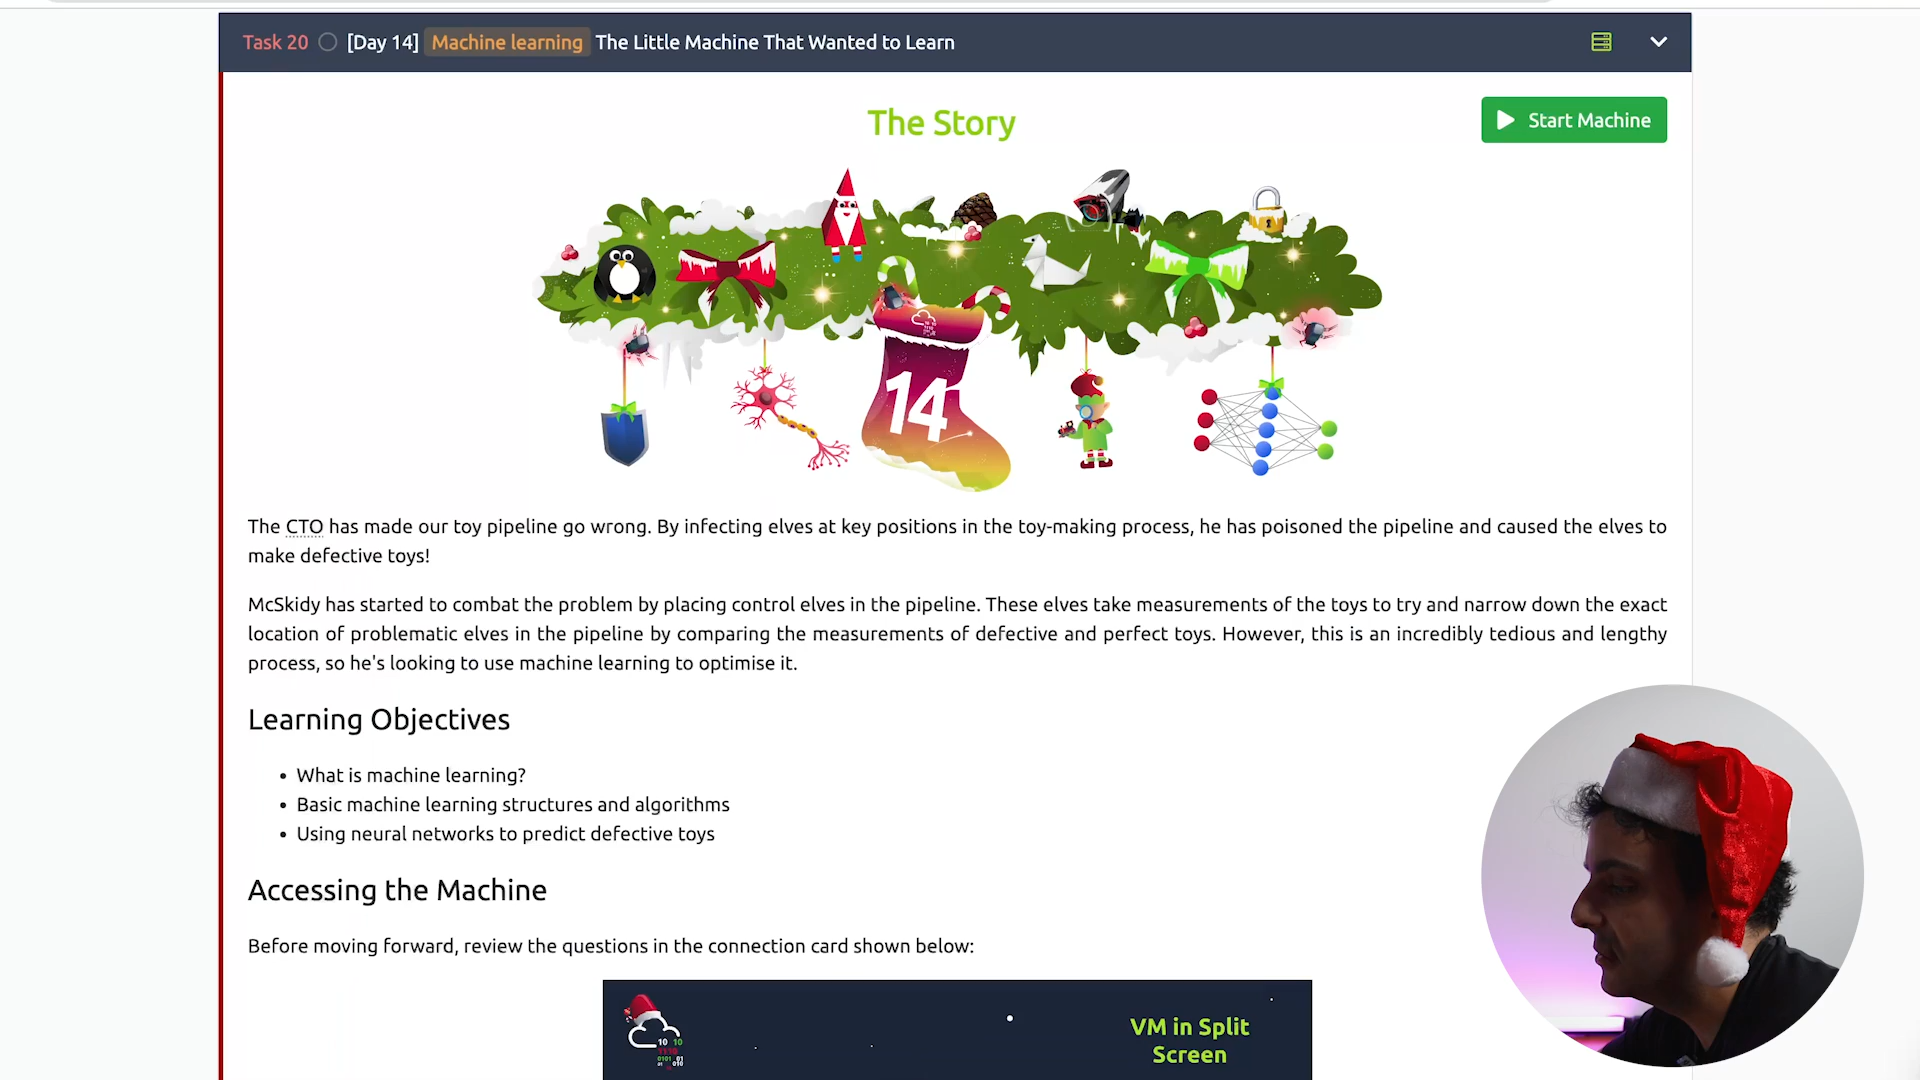 Task 20 [Day 14] Machine learning The Little Machine That Wanted to Learn
The Story
Start Machine
14
The CTO has made our toy pipeline go wrong. By infecting elves at key positions in the toy-making process, he has poisoned the pipeline and caused the elves to
make defective toys!
McSkidy has started to combat the problem by placing control elves in the pipeline. These elves take measurements of the toys to try and narrow down the exact
location of problematic elves in the pipeline by comparing the measurements of defective and perfect toys. However, this is an incredibly tedious and lengthy
process, so he's looking to use machine learning to optimise it.
Learning Objectives
• What is machine learning?
• Basic machine learning structures and algorithms
• Using neural networks to predict defective toys
Accessing the Machine
Before moving forward, review the questions in the connection card shown below:
VM in Split
Screen